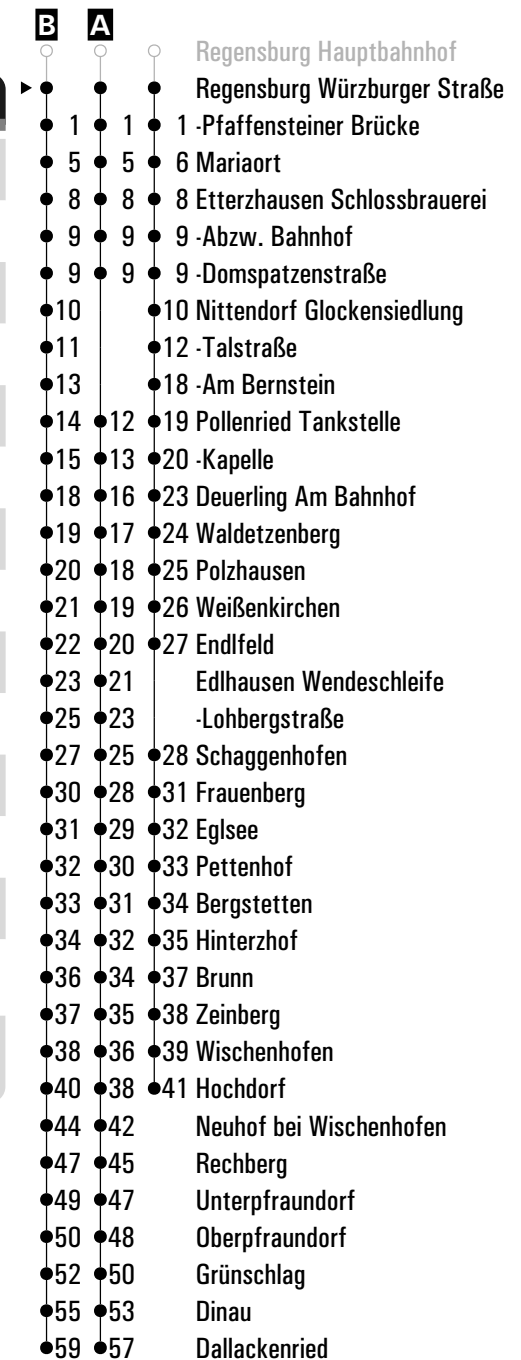 B A
Regensburg Hauptbahnhof
Regensburg Würzburger Straße
1 1 1 -Pfaffensteiner Brücke
5 5 6 Mariaort
8 8 8 Etterzhausen Schlossbrauerei
9 9 9 -Abzw. Bahnhof
9 9 9 -Domspatzenstraße
10 10 Nittendorf Glockensiedlung
11 12 -Talstraße
13 18 -Am Bernstein
14 12 19 Pollenried Tankstelle
15 13 20 -Kapelle
18 16 23 Deuerling Am Bahnhof
19 17 24 Waldetzenberg
20 18 25 Polzhausen
21 19 26 Weißenkirchen
22 20 27 Endlfeld
23 21 Edlhausen Wendeschleife
25 23 -Lohbergstraße
27 25 28 Schaggenhofen
30 28 31 Frauenberg
31 29 32 Eglsee
32 30 33 Pettenhof
33 31 34 Bergstetten
34 32 35 Hinterzhof
36 34 37 Brunn
37 35 38 Zeinberg
38 36 39 Wischenhofen
40 38 41 Hochdorf
44 42 Neuhof bei Wischenhofen
47 45 Rechberg
49 47 Unterpfraundorf
50 48 Oberpfraundorf
52 50 Grünschlag
55 53 Dinau
59 57 Dallackenried